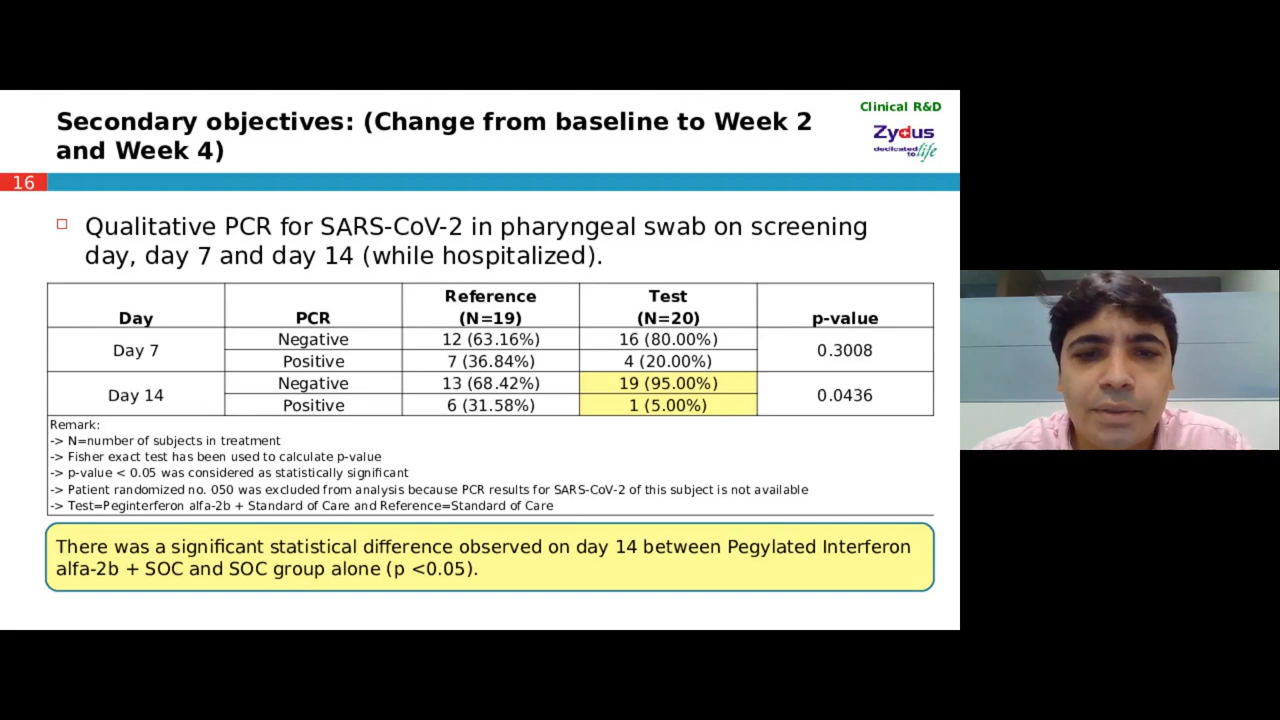 Secondary objectives: (Change from baseline to Week 2
and Week 4)
Clinical R&D
Zydus
dedicated
to life
16
Qualitative PCR for SARS-CoV-2 in pharyngeal swab on screening
day, day 7 and day 14 (while hospitalized).
Day PCR Reference (N=19) Test (N=20) p-value
Day 7 Negative 12 (63.16%) 16 (80.00%) 0.3008
Positive 7 (36.84%) 4 (20.00%)
Day 14 Negative 13 (68.42%) 19 (95.00%) 0.0436
Positive 6 (31.58%) 1 (5.00%)
Remark:
-> N=number of subjects in treatment
-> Fisher exact test has been used to calculate p-value
-> p-value < 0.05 was considered as statistically significant
-> Patient randomized no. 050 was excluded from analysis because PCR results for SARS-CoV-2 of this subject is not available
-> Test=Peginterferon alfa-2b + Standard of Care and Reference=Standard of Care
There was a significant statistical difference observed on day 14 between Pegylated Interferon
alfa-2b + SOC and SOC group alone (p <0.05).